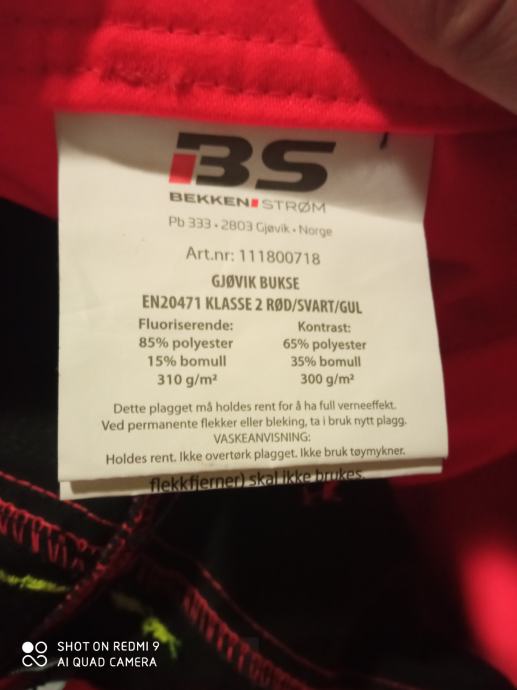 BS
BEKKEN STRØM
Pb 333 • 2803 Gjøvik • Norge
Art.nr: 111800718
GJØVIK BUKSE
EN20471 KLASSE 2 RØD/SVART/GUL
Fluoriserende: Kontrast:
85% polyester 65% polyester
15% bomull 35% bomull
310 g/m² 300 g/m²
Dette plagget må holdes rent for å ha full verneeffekt.
Ved permanente flekker eller bleking, ta i bruk nytt plagg.
VASKEANVISNING:
Holdes rent. Ikke overtørk plagget. Ikke bruk tøymykner.
flekkfjerner) skal ikke brukes.
SHOT ON REDMI 9
AI QUAD CAMERA